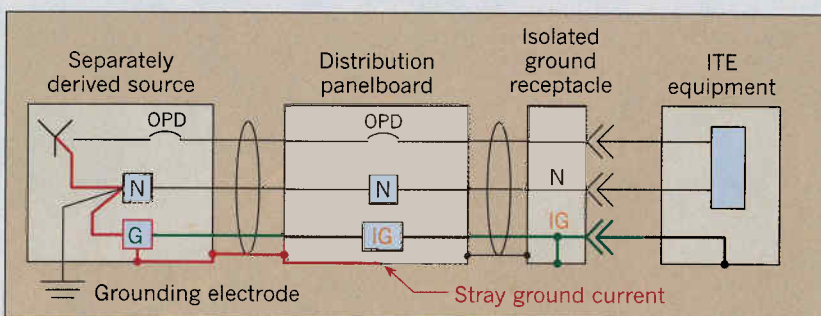 Separately
derived source
Distribution
panelboard
Isolated
ground
receptacle
ITE
equipment
OPD
OPD
N
N
N
G
IG
IG
Grounding electrode
Stray ground current